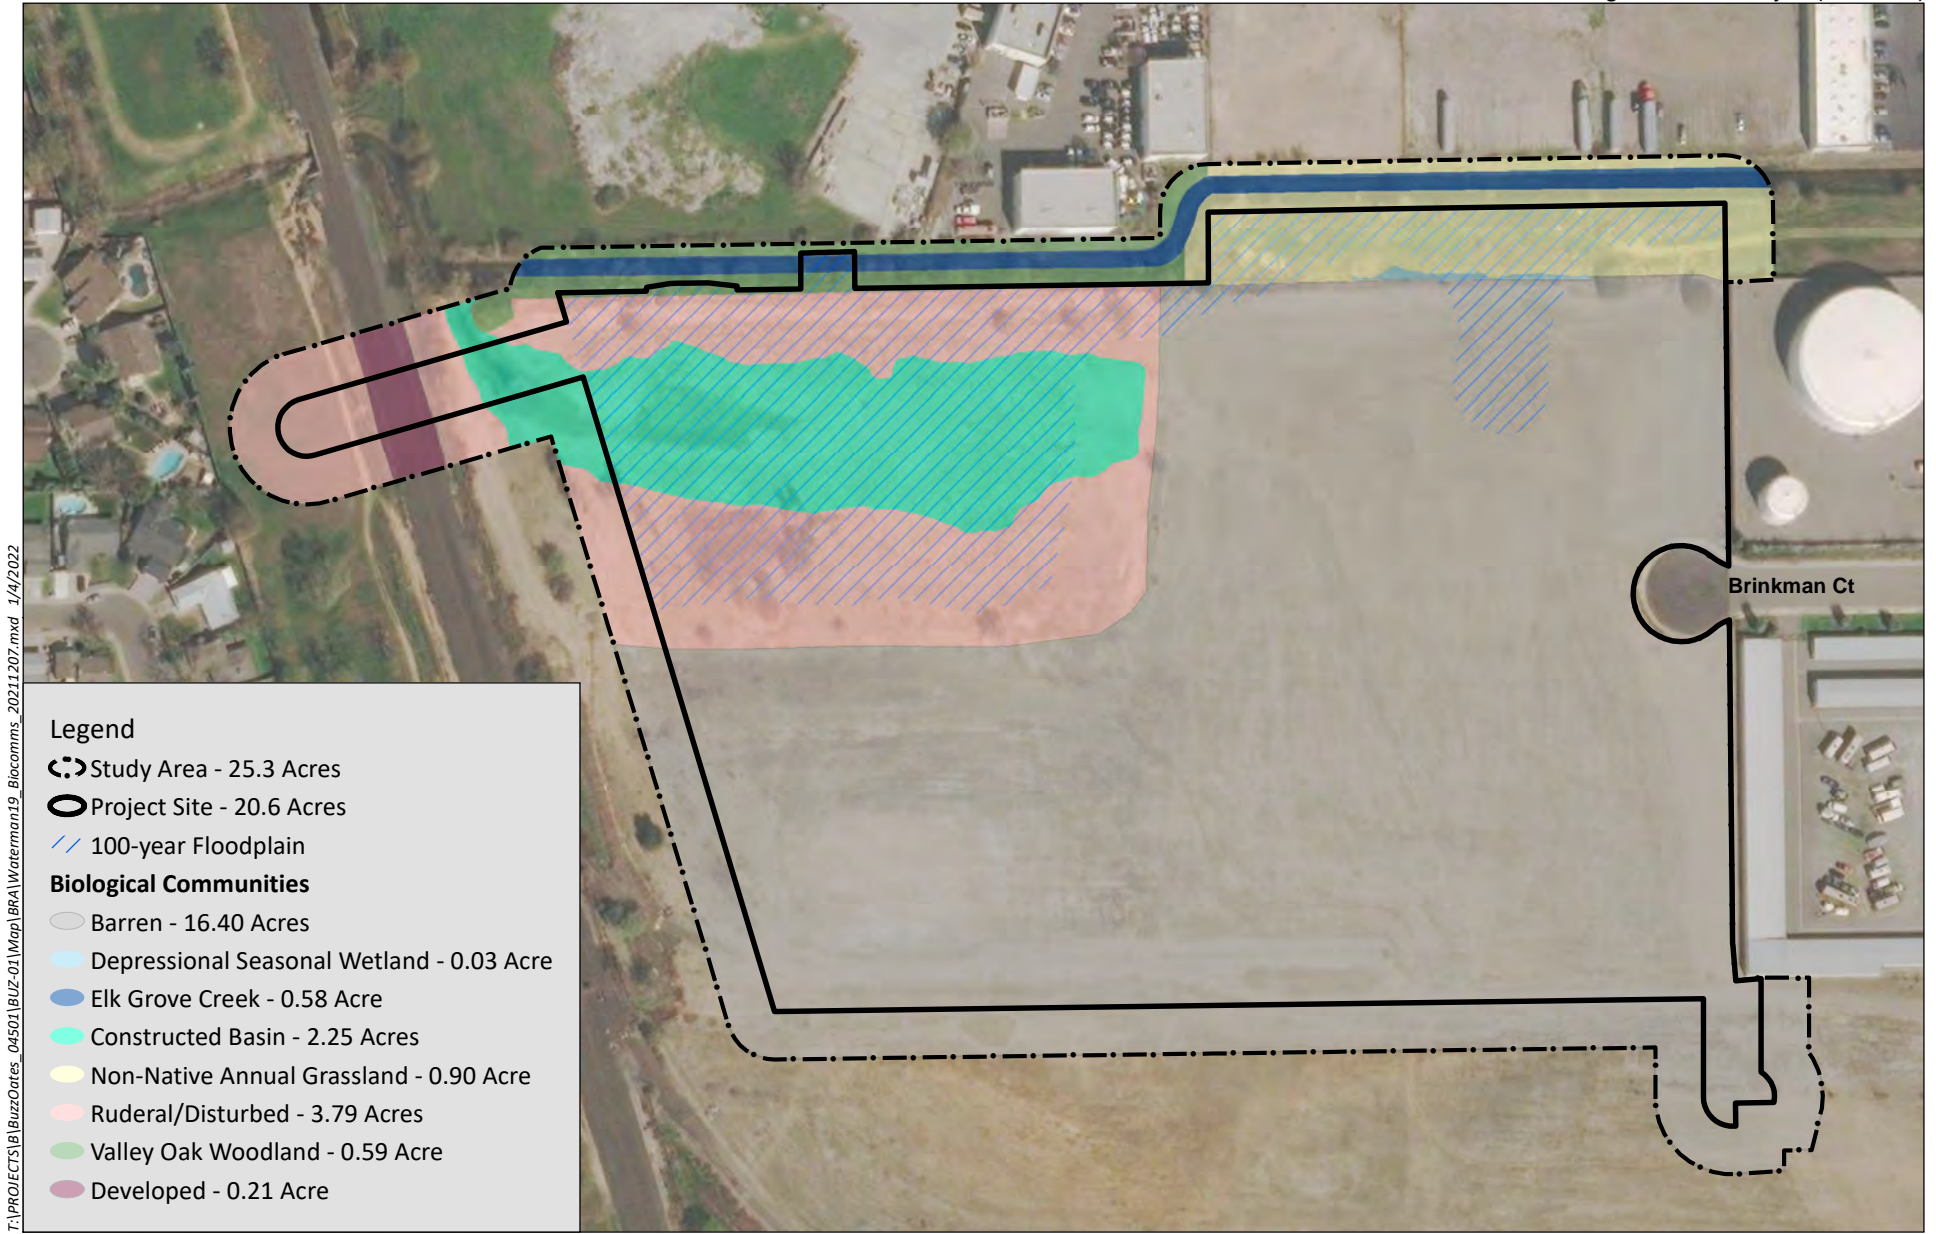 Brinkman Ct
Legend
Study Area - 25.3 Acres
Project Site - 20.6 Acres
100-year Floodplain
Biological Communities
Barren - 16.40 Acres
Depressional Seasonal Wetland - 0.03 Acre
Elk Grove Creek - 0.58 Acre
Constructed Basin - 2.25 Acres
Non-Native Annual Grassland - 0.90 Acre
Ruderal/Disturbed - 3.79 Acres
Valley Oak Woodland - 0.59 Acre
Developed - 0.21 Acre
T:\PROJECTS\B\BuzzOates_04501\BUZ-01\Map\BRA\Waterman19_Biocomms_20211207.mxd 1/4/2022